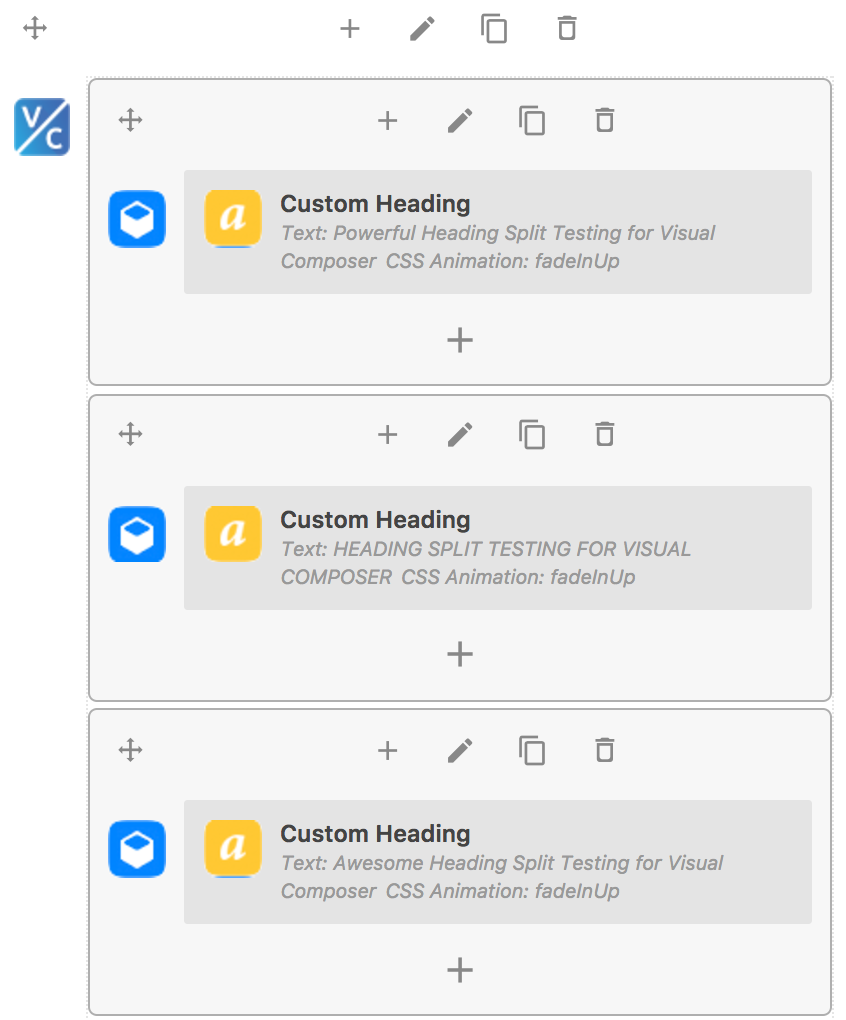 V/C
a
Custom Heading
Text: Powerful Heading Split Testing for Visual
Composer CSS Animation: fadeInUp
a
Custom Heading
Text: HEADING SPLIT TESTING FOR VISUAL
COMPOSER CSS Animation: fadeInUp
a
Custom Heading
Text: Awesome Heading Split Testing for Visual
Composer CSS Animation: fadeInUp